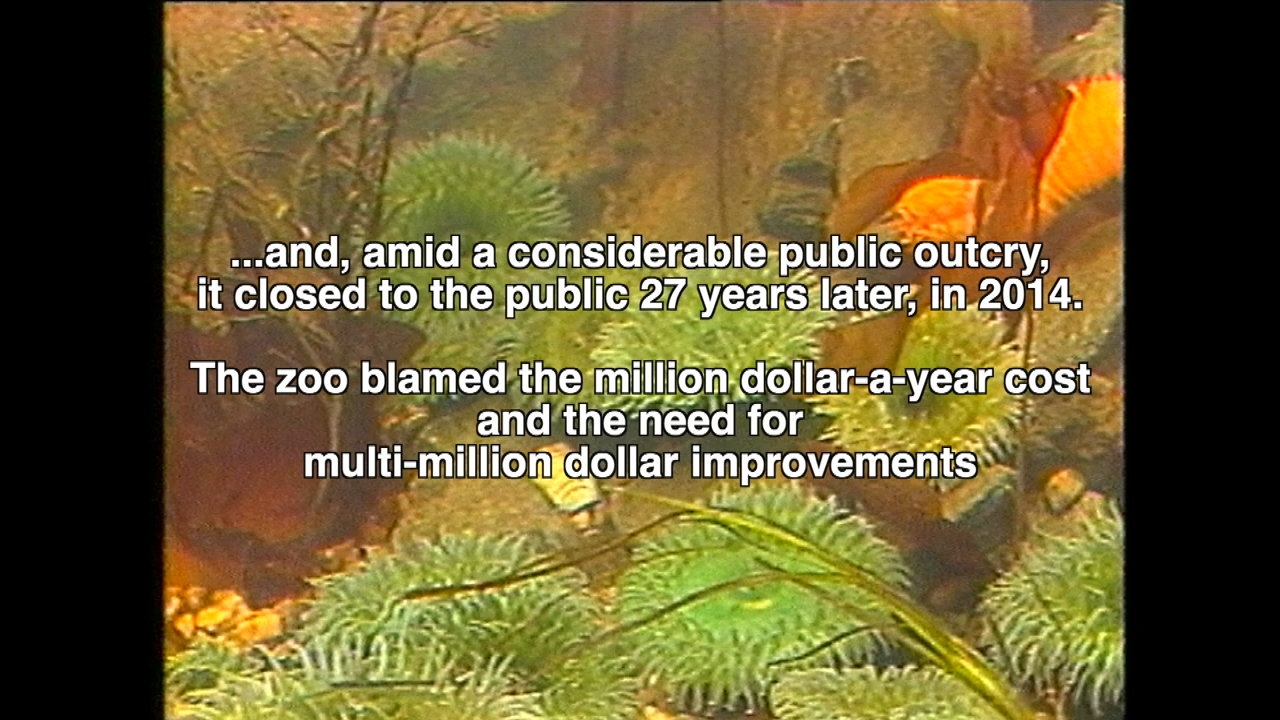 ...and, amid a considerable public outcry,
it closed to the public 27 years later, in 2014.
The zoo blamed the million dollar-a-year cost
and the need for
multi-million dollar improvements